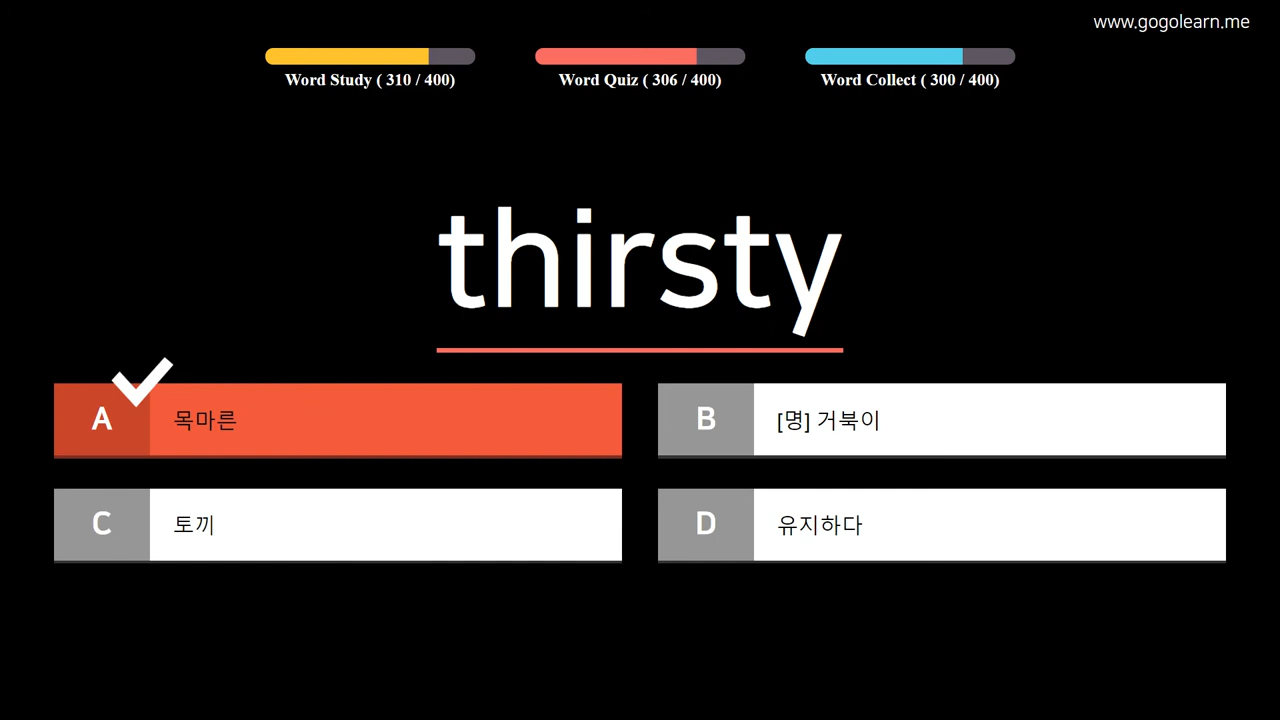 www.gogolearn.me
Word Study ( 310 / 400)
Word Quiz ( 306 / 400)
Word Collect ( 300 / 400)
thirsty
A 목마른
B [명] 거북이
C 토끼
D 유지하다